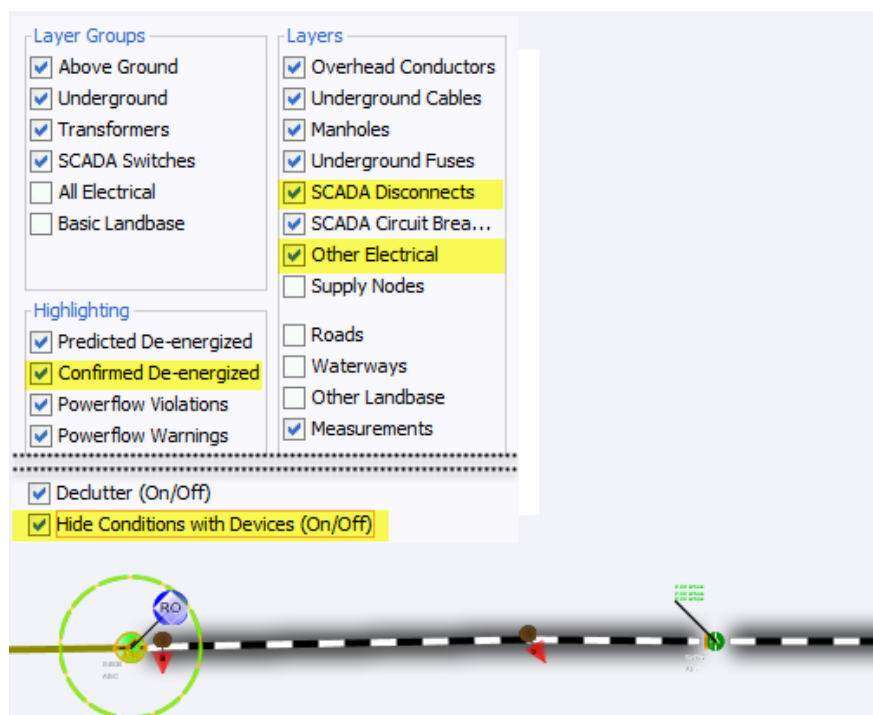 Layer Groups
Above Ground
Underground
Transformers
SCADA Switches
All Electrical
Basic Landbase
Highlighting
Predicted De-energized
Confirmed De-energized
Powerflow Violations
Powerflow Warnings
Layers
Overhead Conductors
Underground Cables
Manholes
Underground Fuses
SCADA Disconnects
SCADA Circuit Brea...
Other Electrical
Supply Nodes
Roads
Waterways
Other Landbase
Measurements
Declutter (On/Off)
Hide Conditions with Devices (On/Off)
RO
ABC